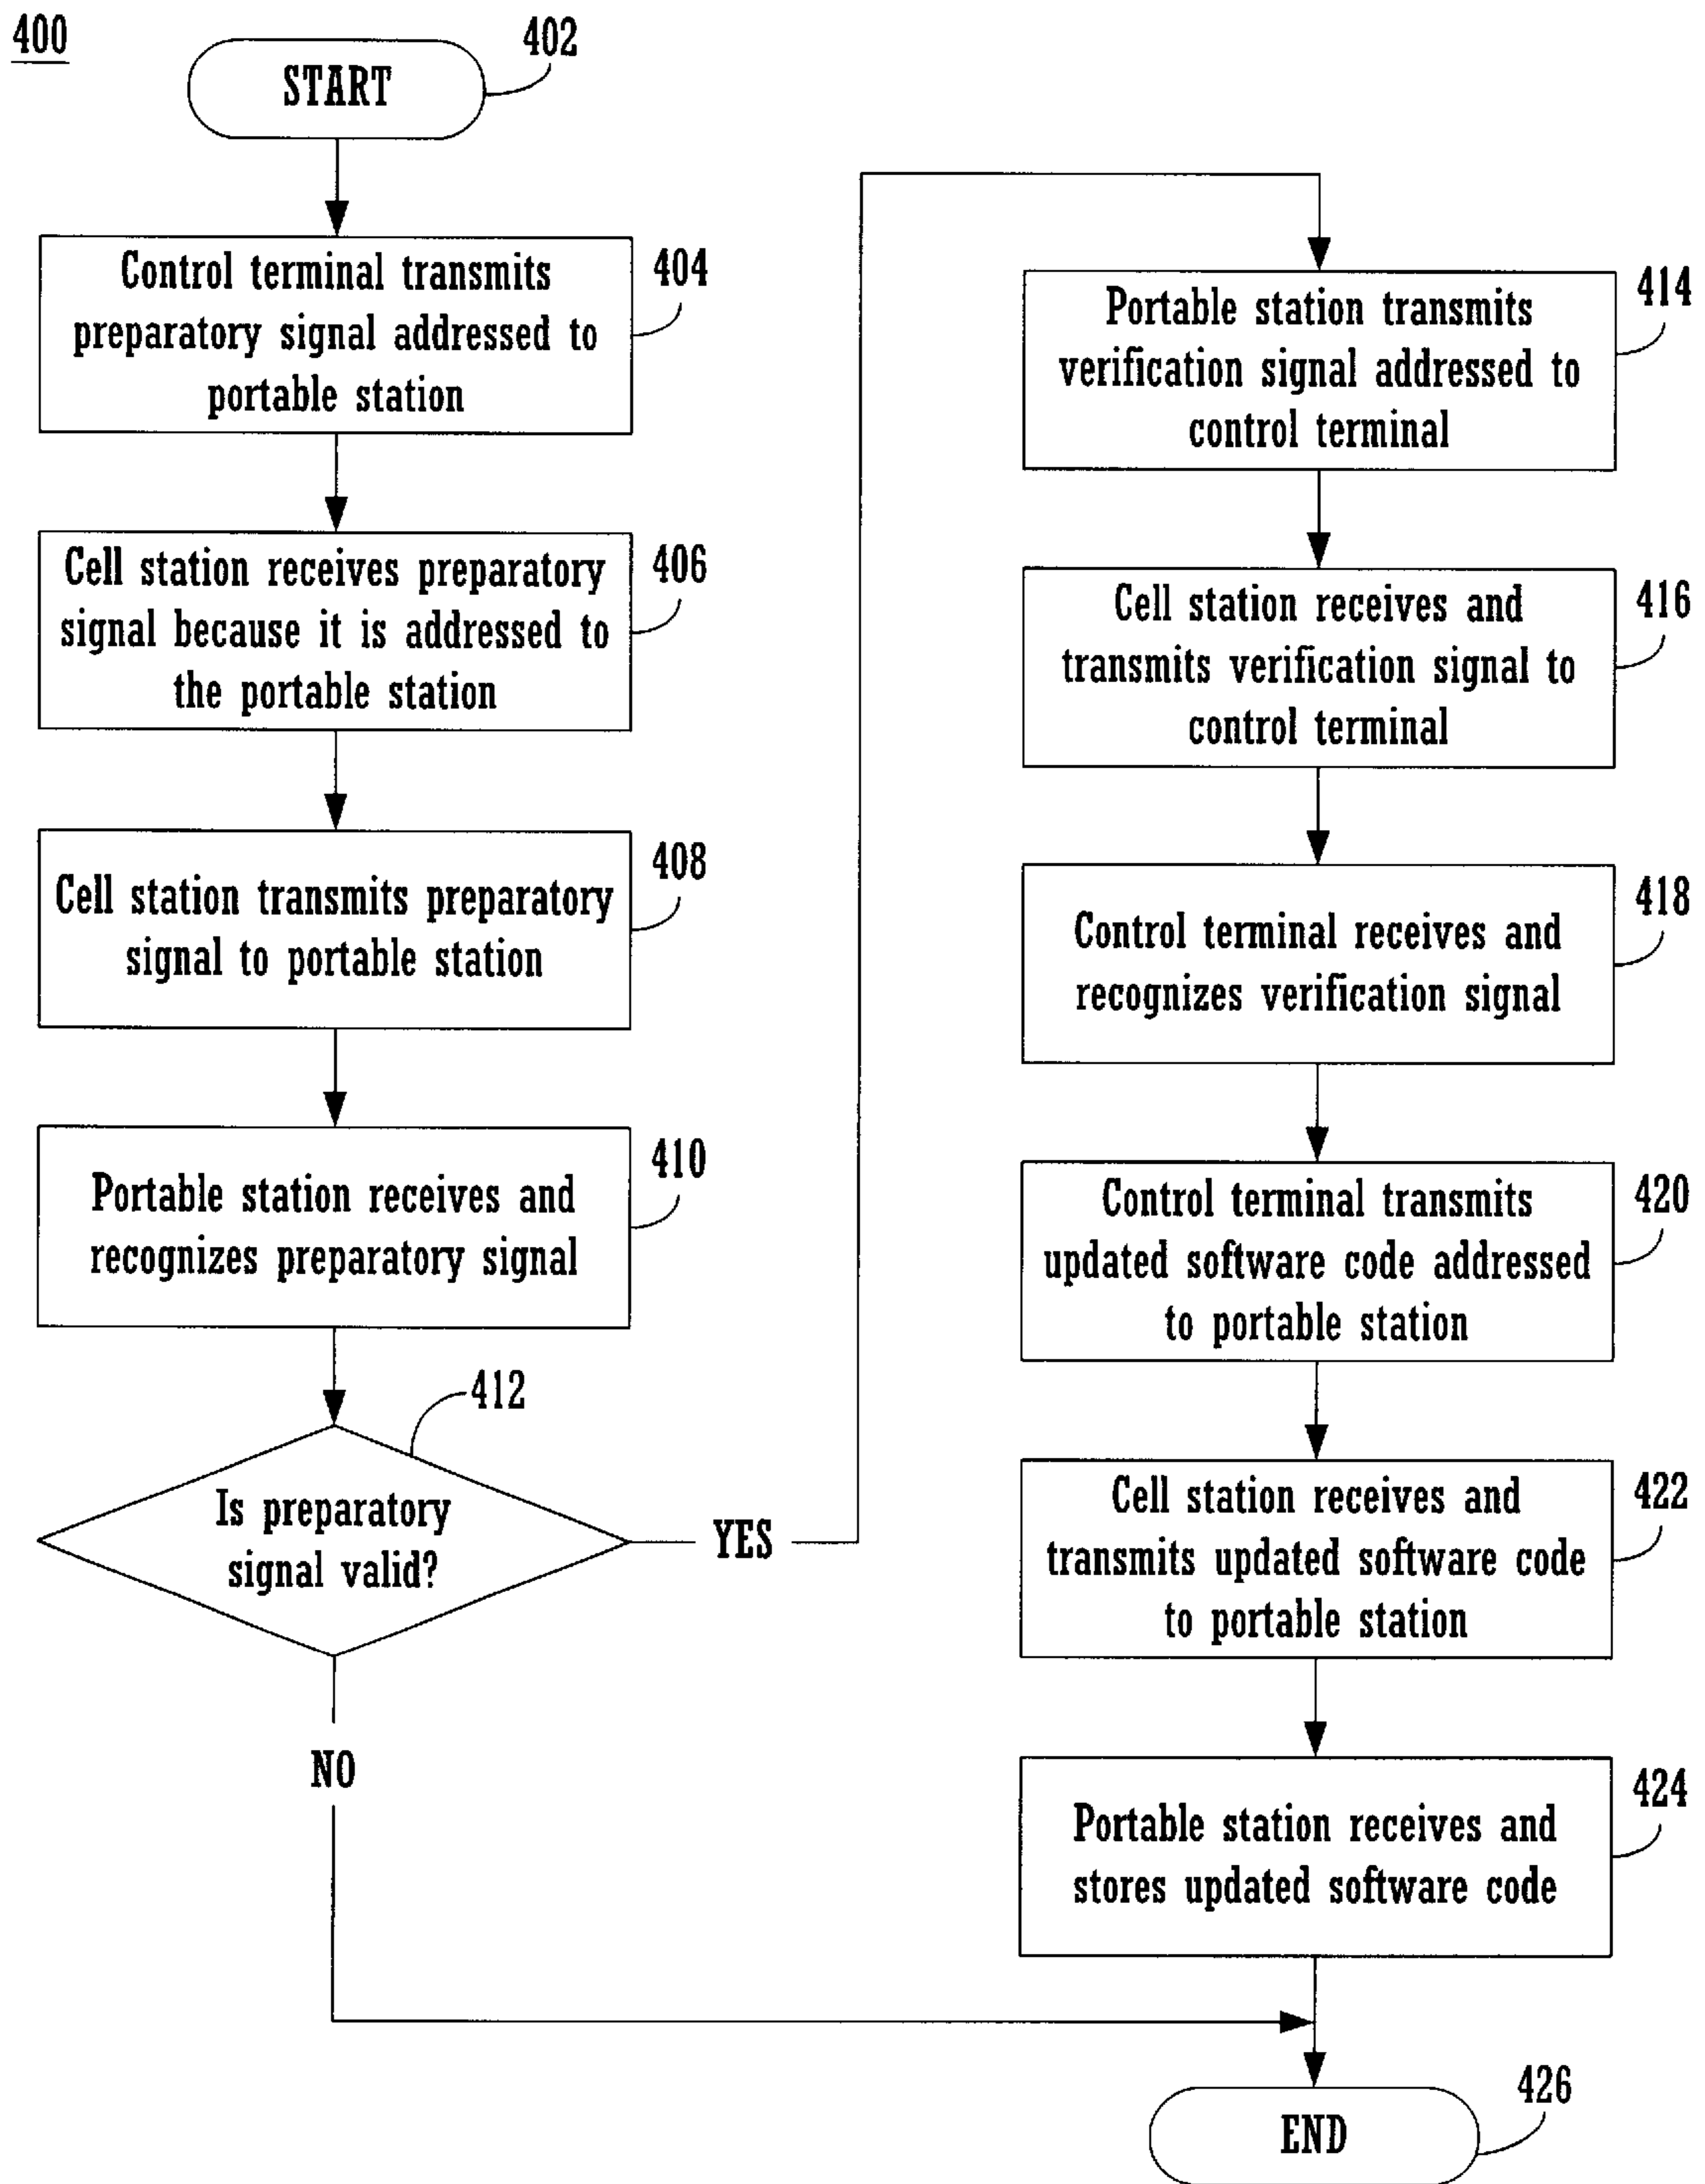 400
START
402
Control terminal transmits
preparatory signal addressed to
portable station
404
Cell station receives preparatory
signal because it is addressed to
the portable station
406
Cell station transmits preparatory
signal to portable station
408
Portable station receives and
recognizes preparatory signal
410
412
Is preparatory
signal valid?
YES
NO
Portable station transmits
verification signal addressed to
control terminal
414
Cell station receives and
transmits verification signal to
control terminal
416
Control terminal receives and
recognizes verification signal
418
Control terminal transmits
updated software code addressed
to portable station
420
Cell station receives and
transmits updated software code
to portable station
422
Portable station receives and
stores updated software code
424
END
426